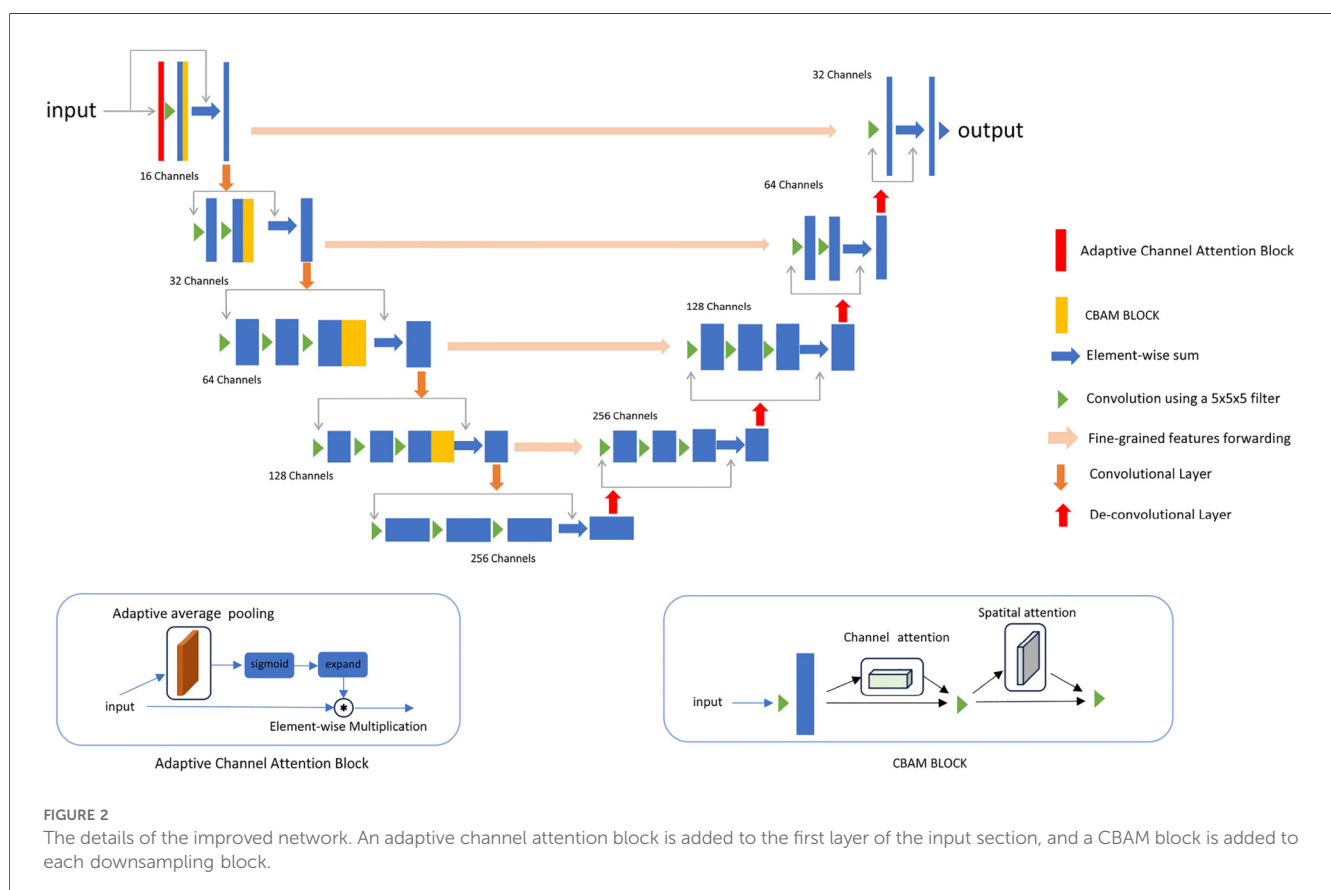 32 Channels
input
output
16 Channels
64 Channels
Adaptive Channel Attention Block
32 Channels
128 Channels
CBAM BLOCK
Element-wise sum
64 Channels
Convolution using a 5x5x5 filter
256 Channels
Fine-grained features forwarding
128 Channels
Convolutional Layer
De-convolutional Layer
256 Channels
Adaptive average pooling
sigmoid
expand
input
*
Element-wise Multiplication
Adaptive Channel Attention Block
Spatital attention
Channel attention
input
CBAM BLOCK
FIGURE 2
The details of the improved network. An adaptive channel attention block is added to the first layer of the input section, and a CBAM block is added to
each downsampling block.